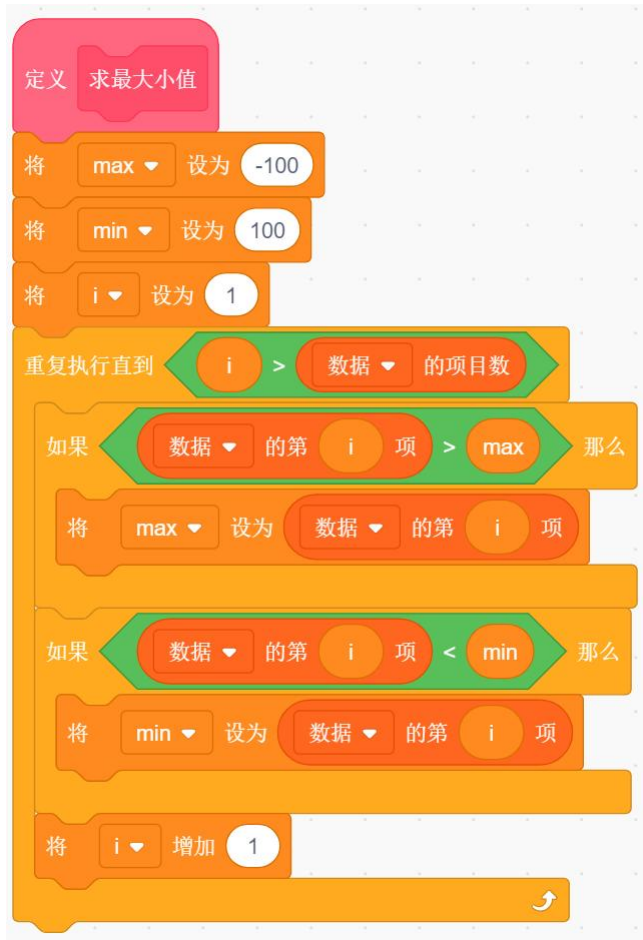 定义 求最大小值
将 max 设为 -100
将 min 设为 100
将 i 设为 1
重复执行直到 i > 数据 的项目数
如果 数据 的第 i 项 > max 那么
将 max 设为 数据 的第 i 项
如果 数据 的第 i 项 < min 那么
将 min 设为 数据 的第 i 项
将 i 增加 1